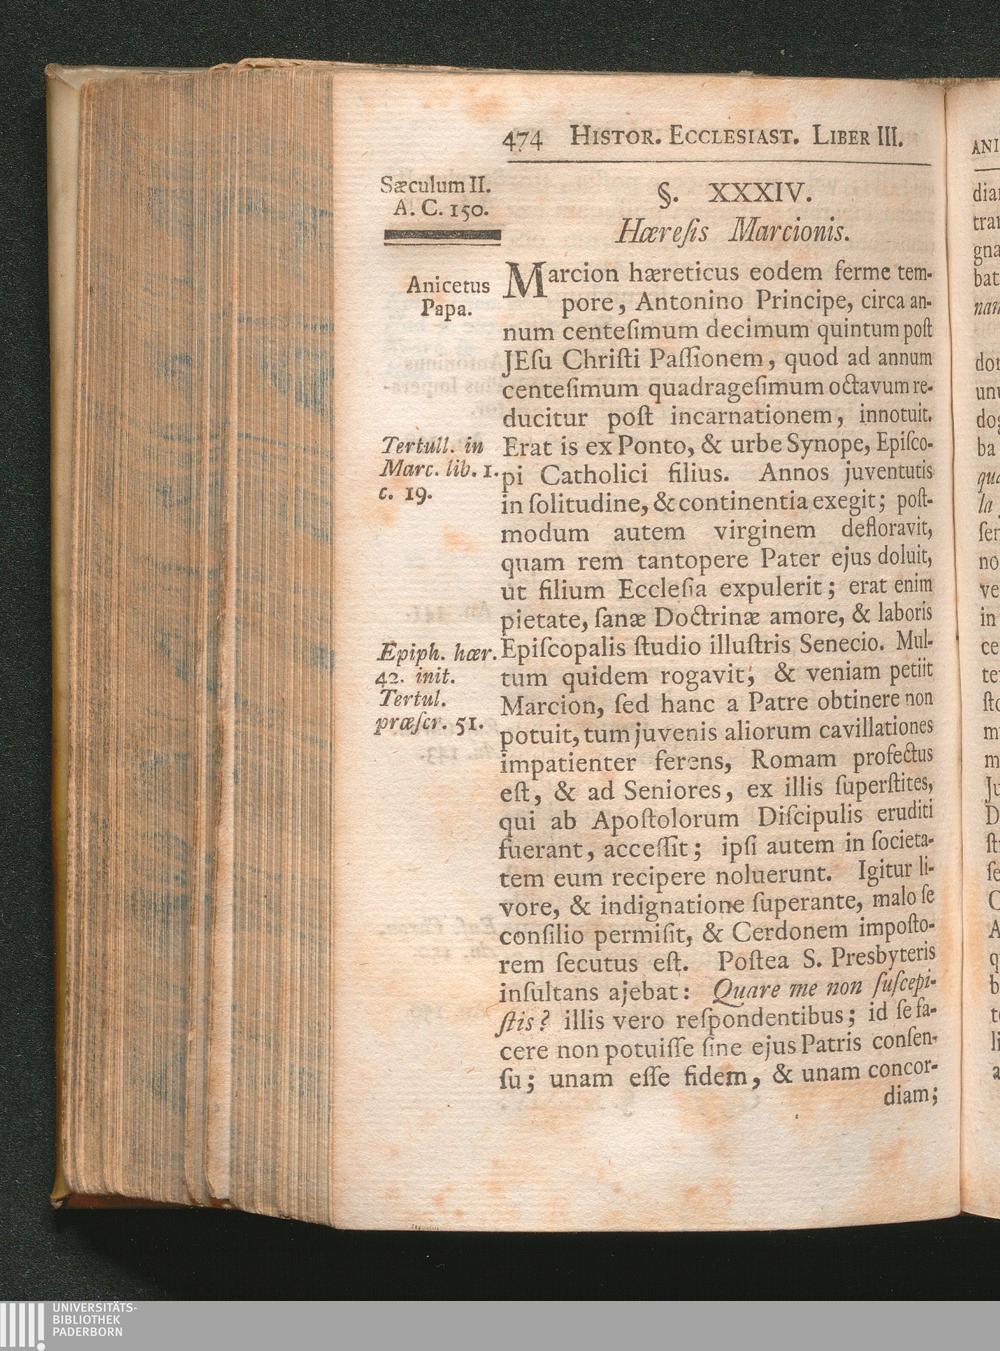 474 HISTOR. ECCLESIAST. LIBER III.
Sæculum II.
A. C. 150.
§. XXXIV.
Hæreſis Marcionis.
Anicetus
Papa.
Marcion hæreticus eodem ferme tem-
pore, Antonino Principe, circa an-
num centeſimum decimum quintum poſt
JEſu Chriſti Paſſionem, quod ad annum
centeſimum quadrageſimum octavum re-
ducitur poſt incarnationem, innotuit.
Tertull. in
Marc. lib. 1.
c. 19.
Erat is ex Ponto, & urbe Synope, Epiſco-
pi Catholici filius. Annos juventutis
in ſolitudine, & continentia exegit; poſt-
modum autem virginem defloravit,
quam rem tantopere Pater ejus doluit,
ut filium Eccleſia expulerit; erat enim
pietate, ſanæ Doctrinæ amore, & laboris
Epiph. hær.
42. init.
Tertul.
præſcr. 51.
Epiſcopalis ſtudio illuſtris Senecio. Mul-
tum quidem rogavit, & veniam petiit
Marcion, ſed hanc a Patre obtinere non
potuit, tum juvenis aliorum cavillationes
impatienter ferens, Romam profectus
eſt, & ad Seniores, ex illis ſuperſtites,
qui ab Apoſtolorum Diſcipulis eruditi
fuerant, acceſſit; ipſi autem in ſocieta-
tem eum recipere noluerunt. Igitur li-
vore, & indignatione ſuperante, malo ſe
conſilio permiſit, & Cerdonem impoſto-
rem ſecutus eſt. Poſtea S. Presbyteris
inſultans ajebat: Quare me non ſuſcepi-
ſtis? illis vero reſpondentibus; id ſe fa-
cere non potuiſſe ſine ejus Patris conſen-
ſu; unam eſſe fidem, & unam concor-
diam;
UNIVERSITÄTS-
BIBLIOTHEK
PADERBORN